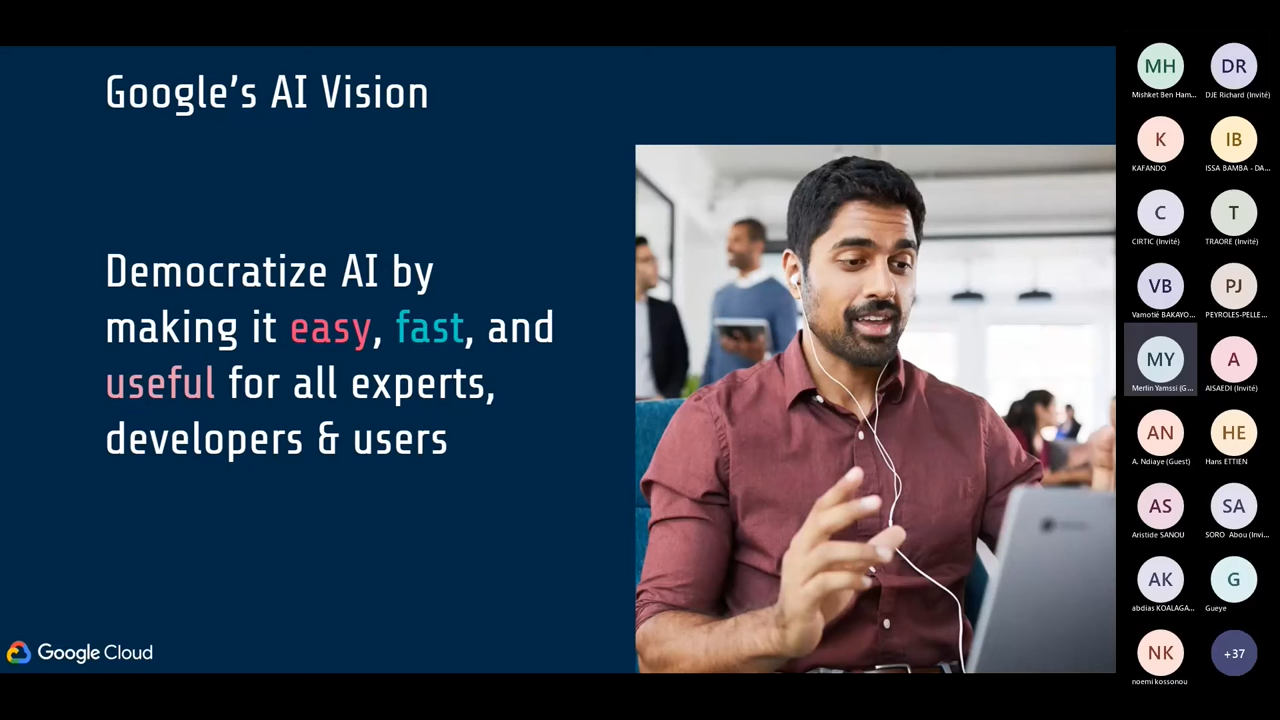 Google's AI Vision
Democratize AI by
making it easy, fast, and
useful for all experts,
developers & users
Google Cloud
MH
Mishket Ben Ham...
DR
DJE Richard (Invité)
K
KAFANDO
IB
ISSA BAMBA - DA...
C
CIRTIC (Invité)
T
TRAORE (Invité)
VB
Vamotié BAKAYO...
PJ
PEYROLES-PELLE...
MY
Merlin Yamssi (G...
A
AISAEDI (Invité)
AN
A. Ndiaye (Guest)
HE
Hans ETTIEN
AS
Aristide SANOU
SA
SORO Abou (Invi...
AK
abdias KOALAGA...
G
Gueye
NK
noemi kossonou
+37